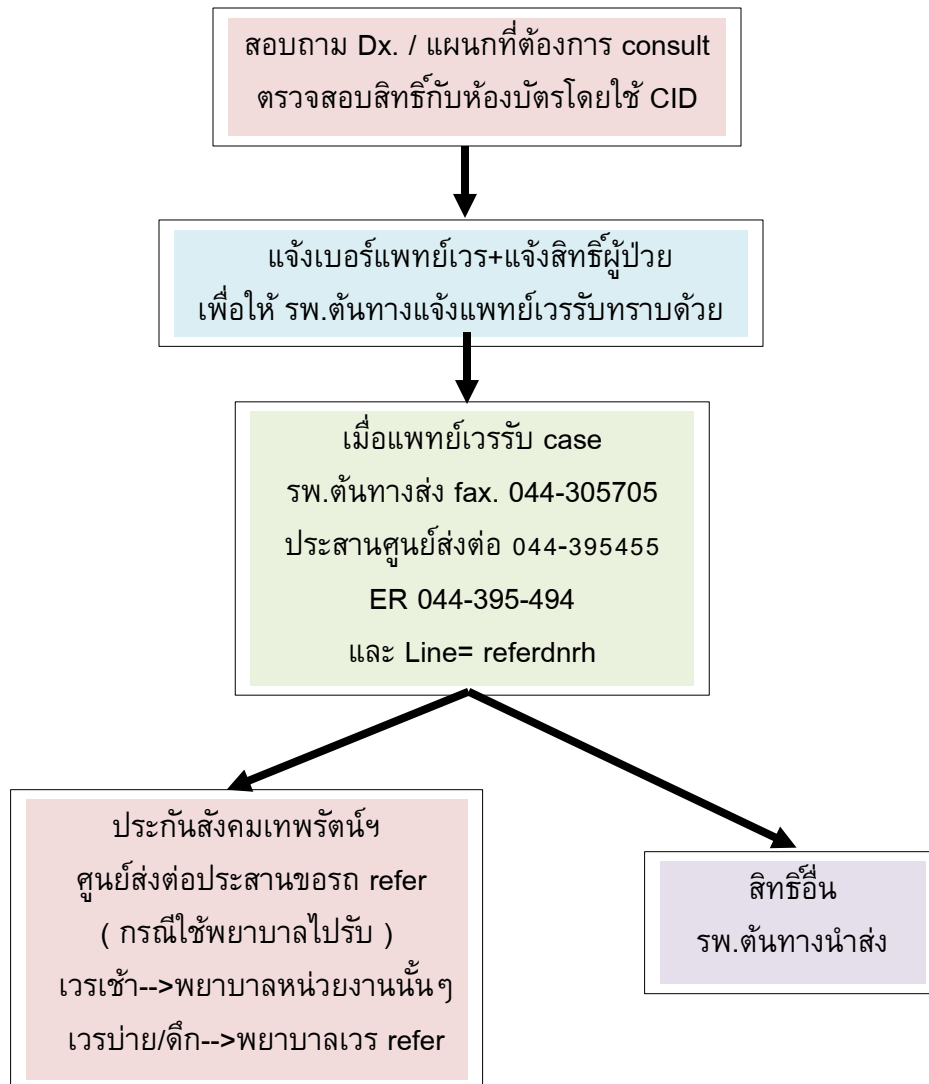 สอบถาม Dx. / แผนกที่ต้องการ consult
ตรวจสอบสิทธิ์กับห้องบัตรโดยใช้ CID
แจ้งเบอร์แพทย์เวร+แจ้งสิทธิ์ผู้ป่วย
เพื่อให้ รพ.ต้นทางแจ้งแพทย์เวรรับทราบด้วย
เมื่อแพทย์เวรรับ case
รพ.ต้นทางส่ง fax. 044-305705
ประสานศูนย์ส่งต่อ 044-395455
ER 044-395-494
และ Line= referdnrh
ประกันสังคมเทพรัตน์ฯ
ศูนย์ส่งต่อประสานขอรถ refer
( กรณีใช้พยาบาลไปรับ )
เวรเช้า-->พยาบาลหน่วยงานนั้นๆ
เวรบ่าย/ดึก-->พยาบาลเวร refer
สิทธิ์อื่น
รพ.ต้นทางนำส่ง